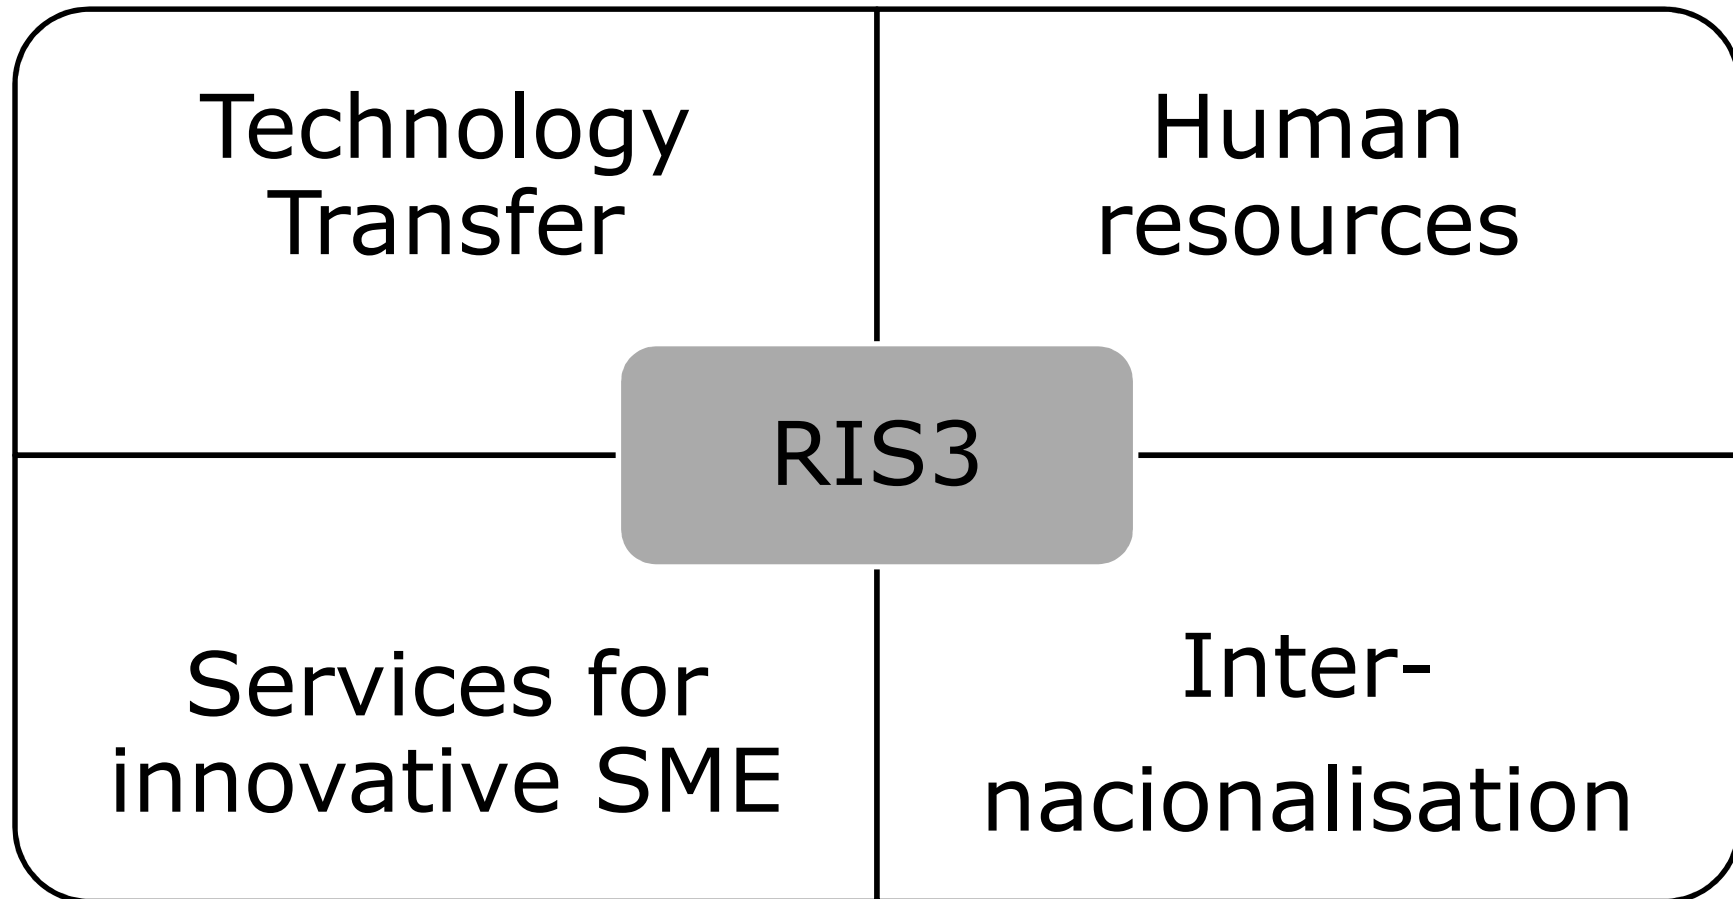 Technology
Transfer
Human
resources
RIS3
Services for
innovative SME
Inter-
nacionalisation